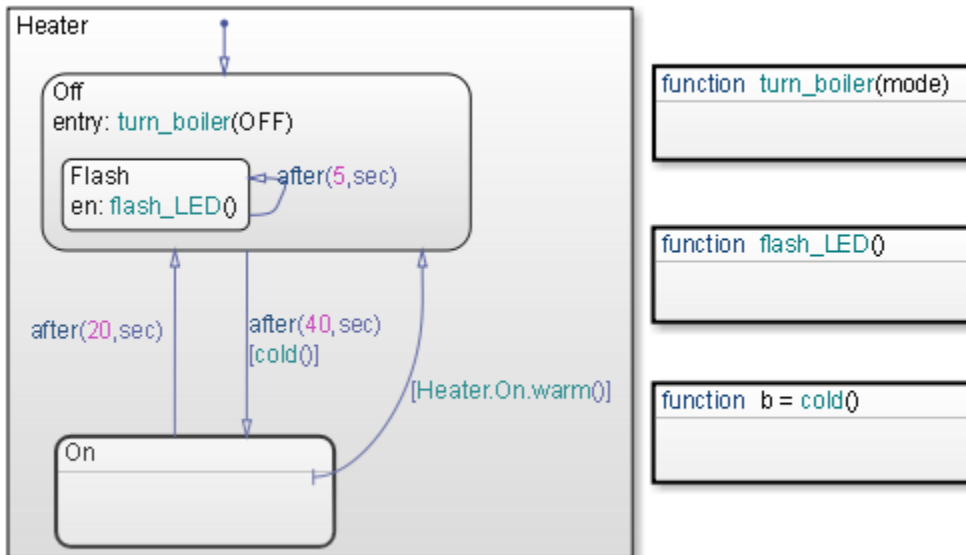 Heater
Off
entry: turn_boiler(OFF)
Flash
en: flash_LED()
after(5,sec)
after(20,sec)
after(40,sec)
[cold()]
[Heater.On.warm()]
On
function turn_boiler(mode)
function flash_LED()
function b = cold()